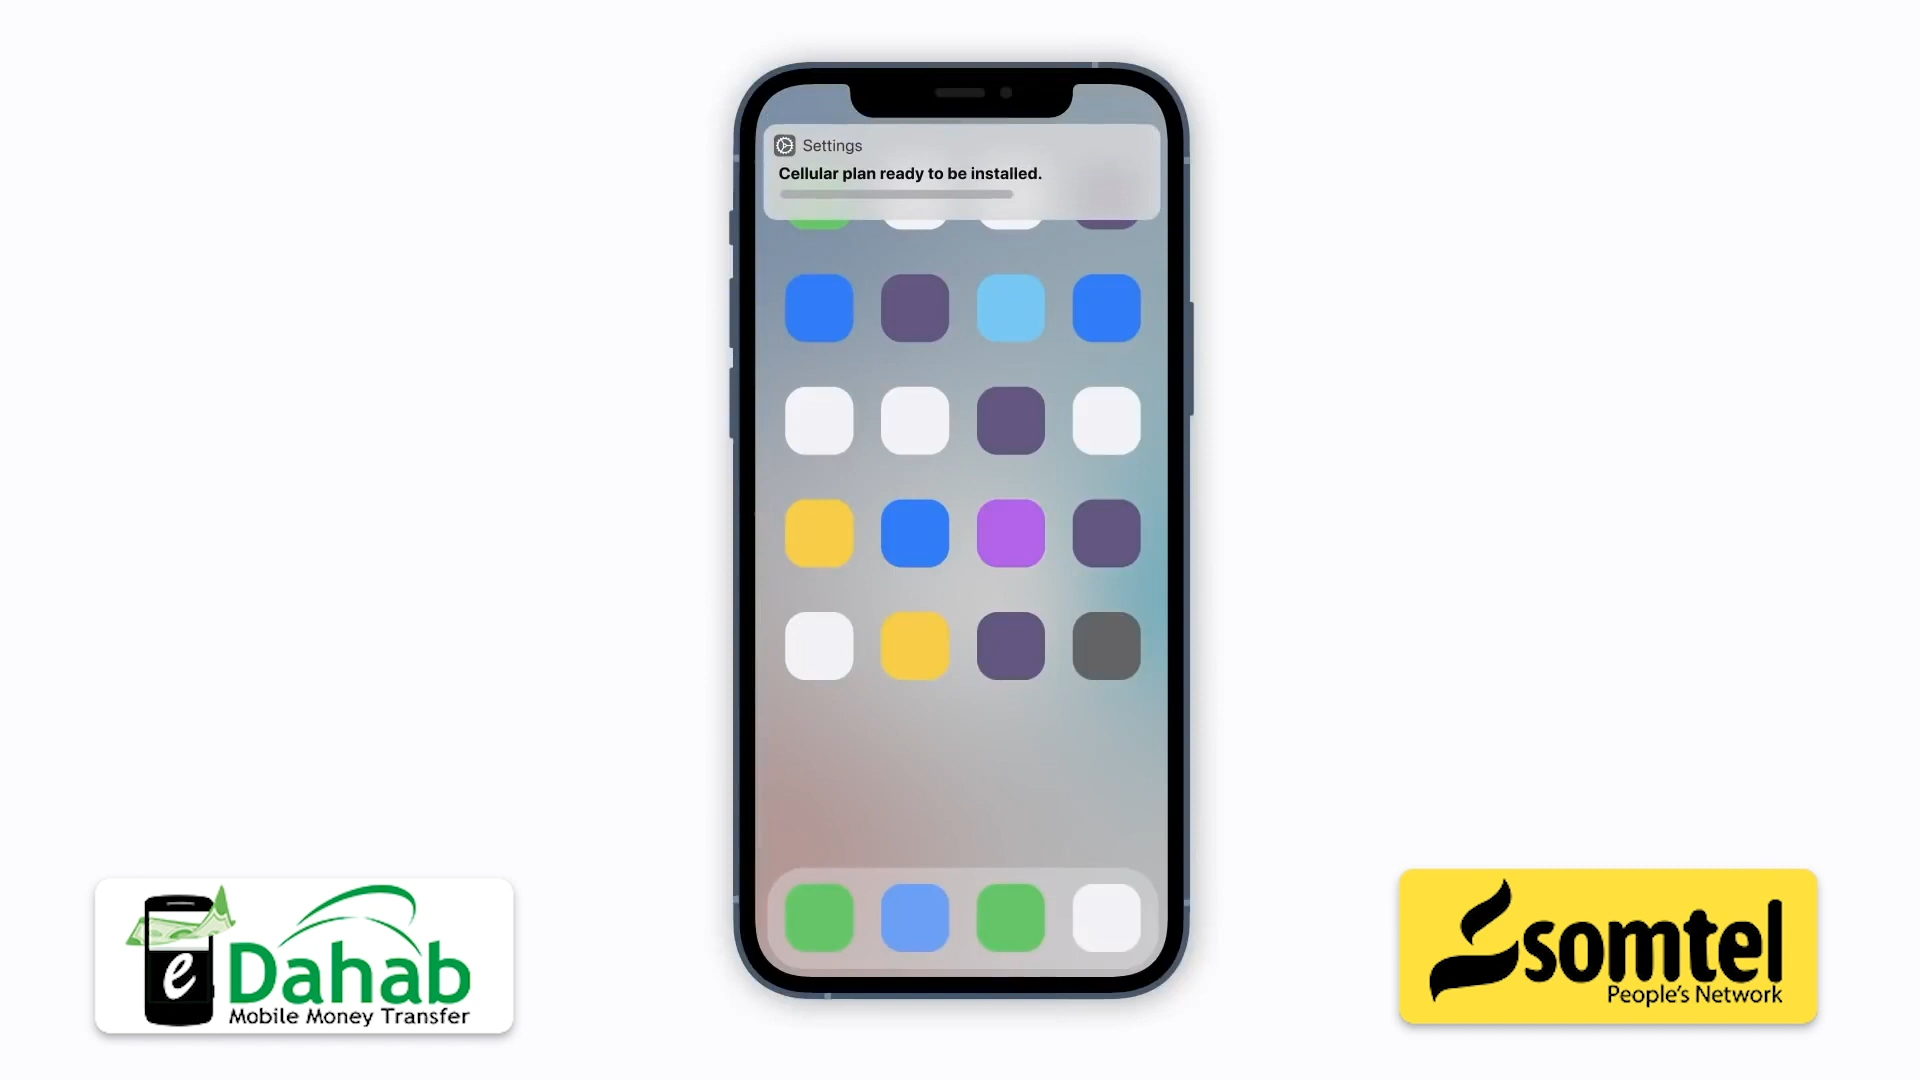 Settings
Cellular plan ready to be installed.
e Dahab
Mobile Money Transfer
somtel
People's Network